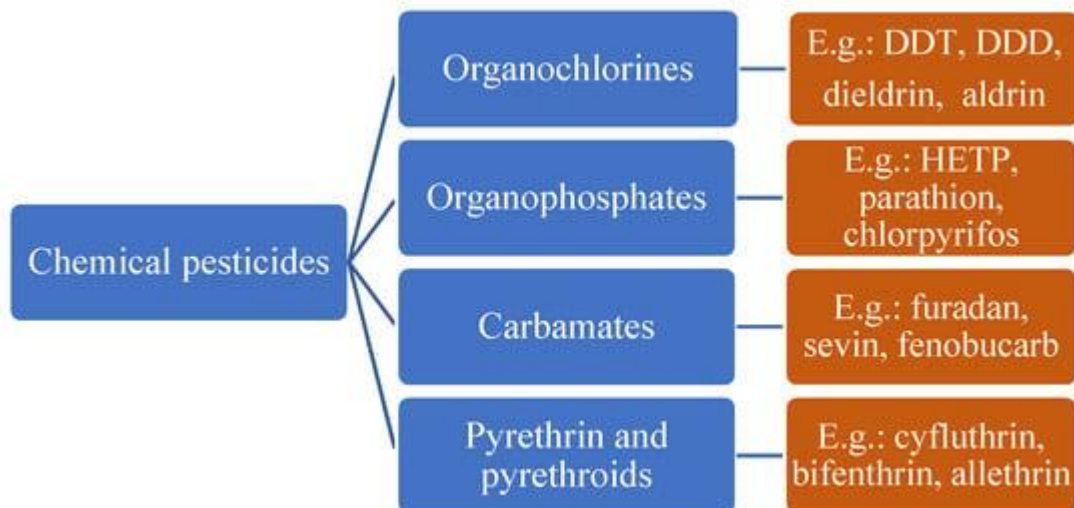 Chemical pesticides
Organochlorines
E.g.: DDT, DDD,
dieldrin, aldrin
Organophosphates
E.g.: HETP,
parathion,
chlorpyrifos
Carbamates
E.g.: furadan,
sevin, fenobucarb
Pyrethrin and
pyrethroids
E.g.: cyfluthrin,
bifenthrin, allethrin